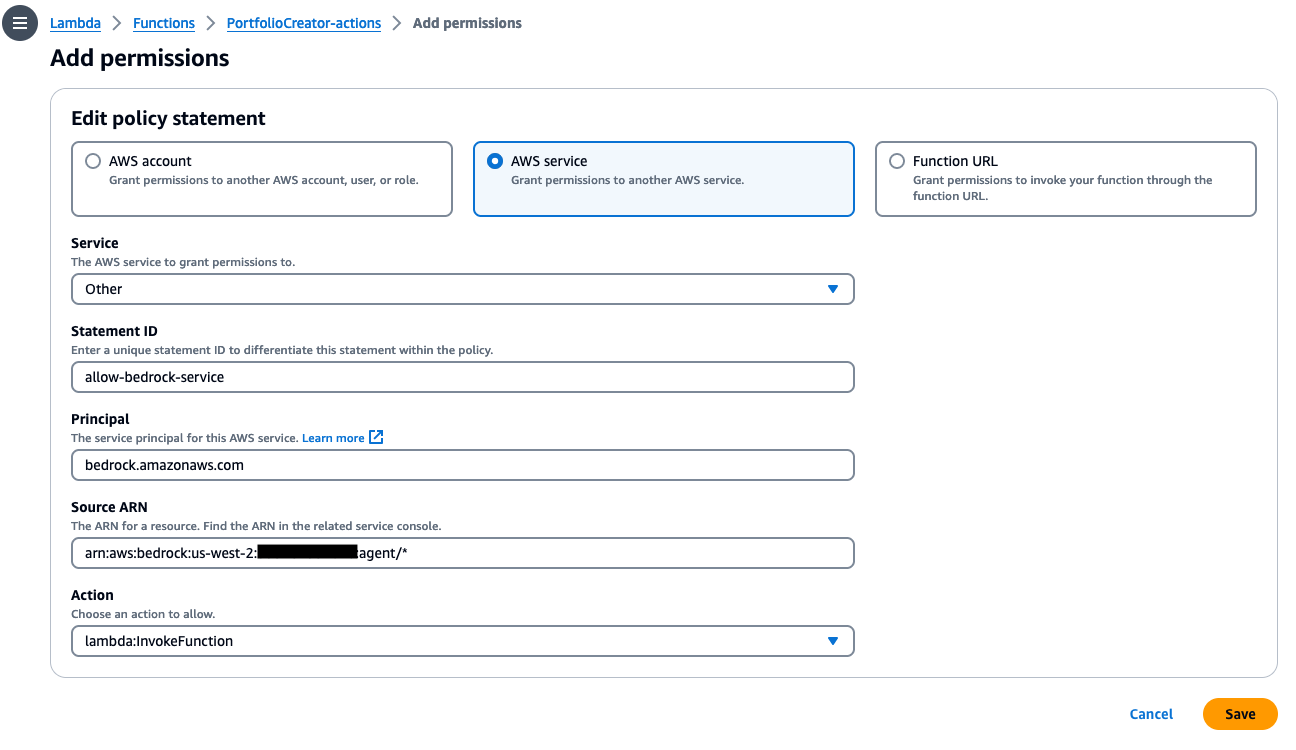 Lambda > Functions > PortfolioCreator-actions > Add permissions
Add permissions
Edit policy statement
AWS account
Grant permissions to another AWS account, user, or role.
AWS service
Grant permissions to another AWS service.
Function URL
Grant permissions to invoke your function through the
function URL.
Service
The AWS service to grant permissions to.
Other
Statement ID
Enter a unique statement ID to differentiate this statement within the policy.
allow-bedrock-service
Principal
The service principal for this AWS service. Learn more
bedrock.amazonaws.com
Source ARN
The ARN for a resource. Find the ARN in the related service console.
arn:aws:bedrock:us-west-2: :agent/*
Action
Choose an action to allow.
lambda:InvokeFunction
Cancel
Save